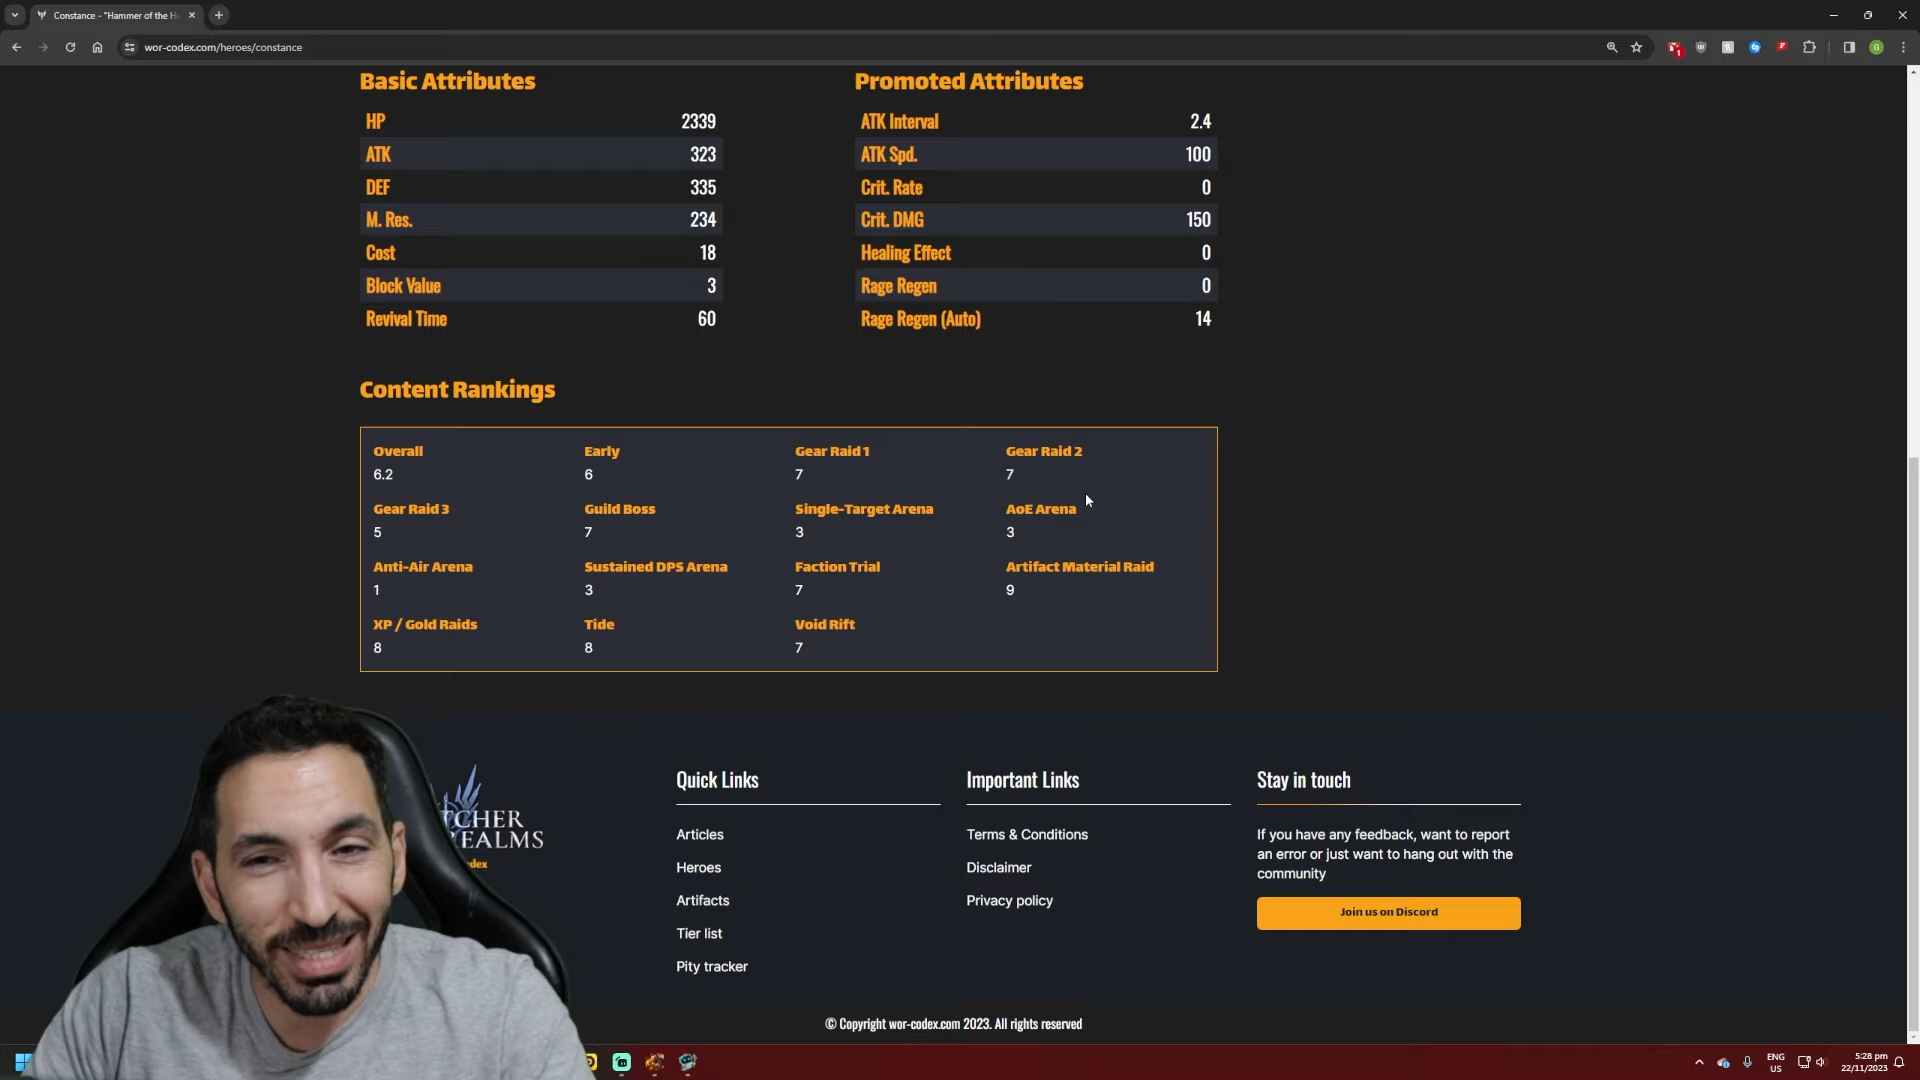 Constance - "Hammer of the H
wor-codex.com/heroes/constance
1
G
Basic Attributes
HP 2339
ATK 323
DEF 335
M. Res. 234
Cost 18
Block Value 3
Revival Time 60
Promoted Attributes
ATK Interval 2.4
ATK Spd. 100
Crit. Rate 0
Crit. DMG 150
Healing Effect 0
Rage Regen 0
Rage Regen (Auto) 14
Content Rankings
Overall Early Gear Raid 1 Gear Raid 2
6.2 6 7 7
Gear Raid 3 Guild Boss Single-Target Arena AoE Arena
5 7 3 3
Anti-Air Arena Sustained DPS Arena Faction Trial Artifact Material Raid
1 3 7 9
XP / Gold Raids Tide Void Rift
8 8 7
TCHER
EALMS
dex
Quick Links
Articles
Heroes
Artifacts
Tier list
Pity tracker
Important Links
Terms & Conditions
Disclaimer
Privacy policy
Stay in touch
If you have any feedback, want to report
an error or just want to hang out with the
community
Join us on Discord
© Copyright wor-codex.com 2023. All rights reserved
ENG
US
5:28 pm
22/11/2023